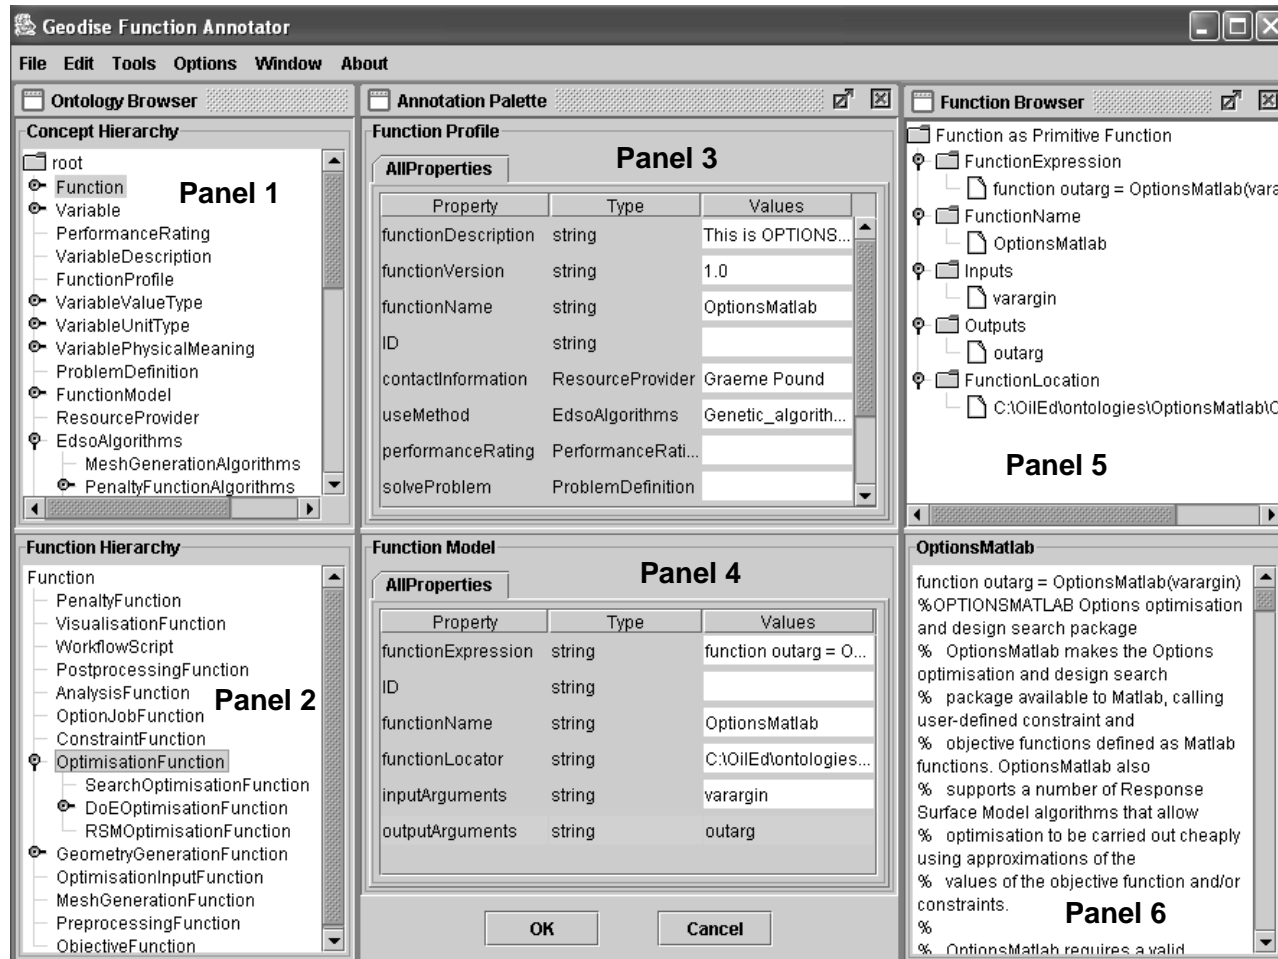 Geodise Function Annotator
File Edit Tools Options Window About
Ontology Browser
Concept Hierarchy
root
Function
Panel 1
Variable
PerformanceRating
VariableDescription
FunctionProfile
VariableValueType
VariableUnitType
VariablePhysicalMeaning
ProblemDefinition
FunctionModel
ResourceProvider
EdsoAlgorithms
MeshGenerationAlgorithms
PenaltyFunctionAlgorithms
Function Hierarchy
Function
PenaltyFunction
VisualisationFunction
WorkflowScript
PostprocessingFunction
AnalysisFunction
Panel 2
OptionJobFunction
ConstraintFunction
OptimisationFunction
SearchOptimisationFunction
DoEOptimisationFunction
RSMOptimisationFunction
GeometryGenerationFunction
OptimisationInputFunction
MeshGenerationFunction
PreprocessingFunction
ObjectiveFunction
Annotation Palette
Function Profile
Panel 3
AllProperties
Property Type Values
functionDescription string This is OPTIONS...
functionVersion string 1.0
functionName string OptionsMatlab
ID string
contactInformation ResourceProvider Graeme Pound
useMethod EdsoAlgorithms Genetic_algorith...
performanceRating PerformanceRati...
solveProblem ProblemDefinition
Function Model
Panel 4
AllProperties
Property Type Values
functionExpression string function outarg = O...
ID string
functionName string OptionsMatlab
functionLocator string C:\OilEd\ontologies...
inputArguments string varargin
outputArguments string outarg
OK Cancel
Function Browser
Function as Primitive Function
FunctionExpression
function outarg = OptionsMatlab(vara
FunctionName
OptionsMatlab
Inputs
varargin
Outputs
outarg
FunctionLocation
C:\OilEd\ontologies\OptionsMatlab\O
Panel 5
OptionsMatlab
function outarg = OptionsMatlab(varargin)
%OPTIONSMATLAB Options optimisation
and design search package
% OptionsMatlab makes the Options
optimisation and design search
% package available to Matlab, calling
user-defined constraint and
% objective functions defined as Matlab
functions. OptionsMatlab also
% supports a number of Response
Surface Model algorithms that allow
% optimisation to be carried out cheaply
using approximations of the
% values of the objective function and/or
constraints.
Panel 6
%
% OptionsMatlab requires a valid